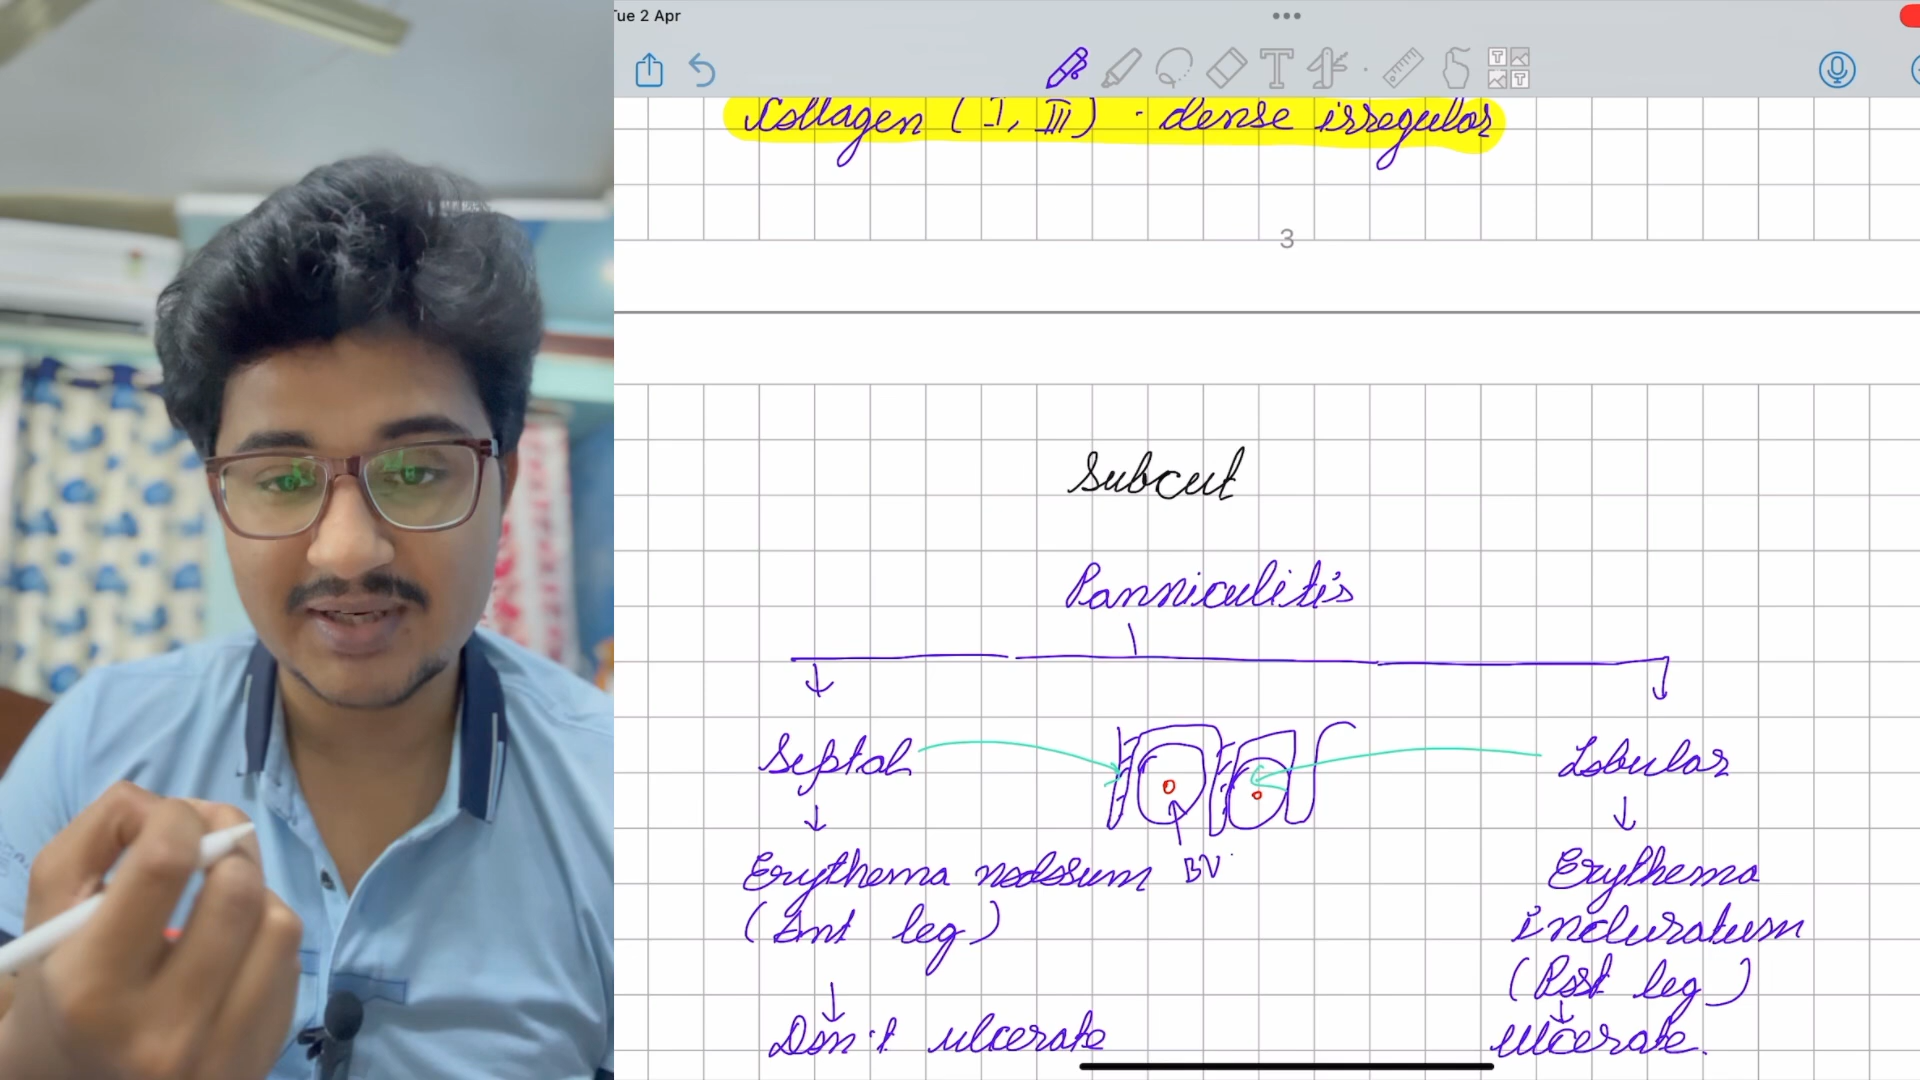 Tue 2 Apr
Collagen (I, III) - dense irregular
3
Subcut
Panniculitis
Septal
Lobular
BV
Erythema nodosum
(Ant leg)
Don't ulcerate
Erythema
induratum
(Post leg)
Ulcerate.